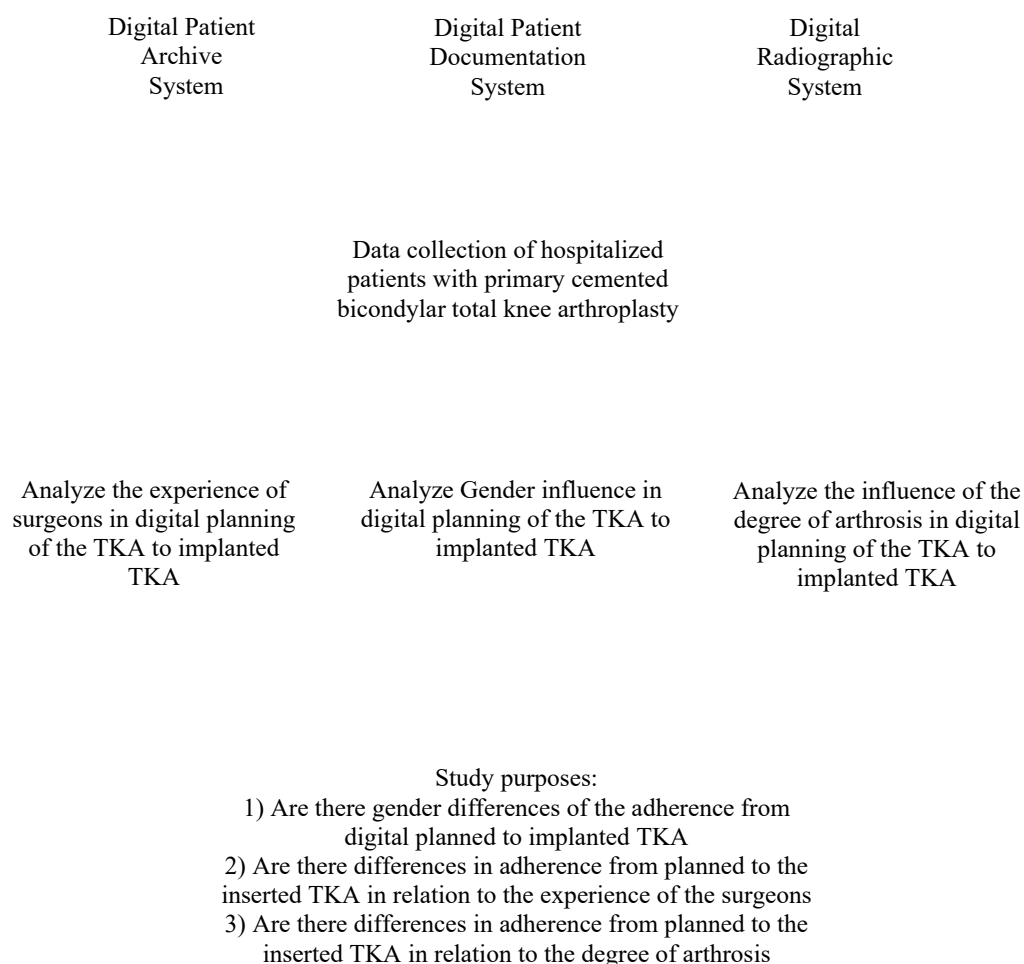 Digital Patient
Archive
System
Digital Patient
Documentation
System
Digital
Radiographic
System
Data collection of hospitalized
patients with primary cemented
bicondylar total knee arthroplasty
Analyze the experience of
surgeons in digital planning
of the TKA to implanted
TKA
Analyze Gender influence in
digital planning of the TKA to
implanted TKA
Analyze the influence of the
degree of arthrosis in digital
planning of the TKA to
implanted TKA
Study purposes:
1) Are there gender differences of the adherence from
digital planned to implanted TKA
2) Are there differences in adherence from planned to the
inserted TKA in relation to the experience of the surgeons
3) Are there differences in adherence from planned to the
inserted TKA in relation to the degree of arthrosis